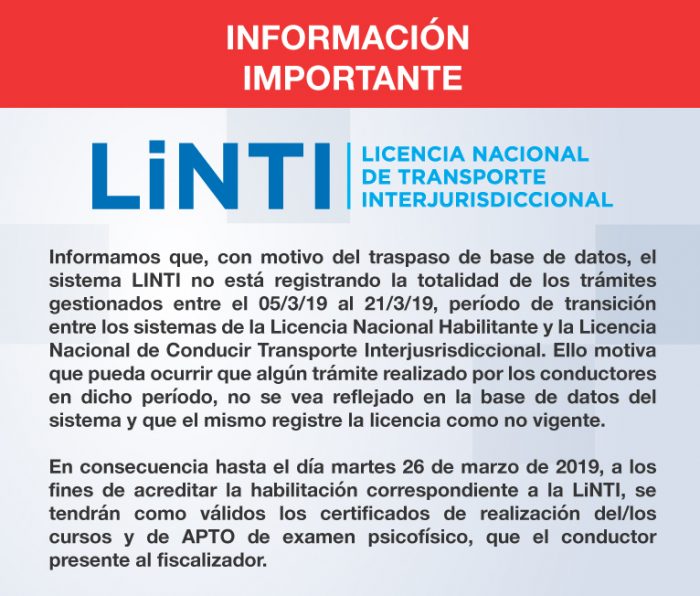 INFORMACIÓN
IMPORTANTE
LiNTI
LICENCIA NACIONAL
DE TRANSPORTE
INTERJURISDICCIONAL
Informamos que, con motivo del traspaso de base de datos, el
sistema LINTI no está registrando la totalidad de los trámites
gestionados entre el 05/3/19 al 21/3/19, período de transición
entre los sistemas de la Licencia Nacional Habilitante y la Licencia
Nacional de Conducir Transporte Interjusrisdiccional. Ello motiva
que pueda ocurrir que algún trámite realizado por los conductores
en dicho período, no se vea reflejado en la base de datos del
sistema y que el mismo registre la licencia como no vigente.
En consecuencia hasta el día martes 26 de marzo de 2019, a los
fines de acreditar la habilitación correspondiente a la LiNTI, se
tendrán como válidos los certificados de realización del/los
cursos y de APTO de examen psicofísico, que el conductor
presente al fiscalizador.